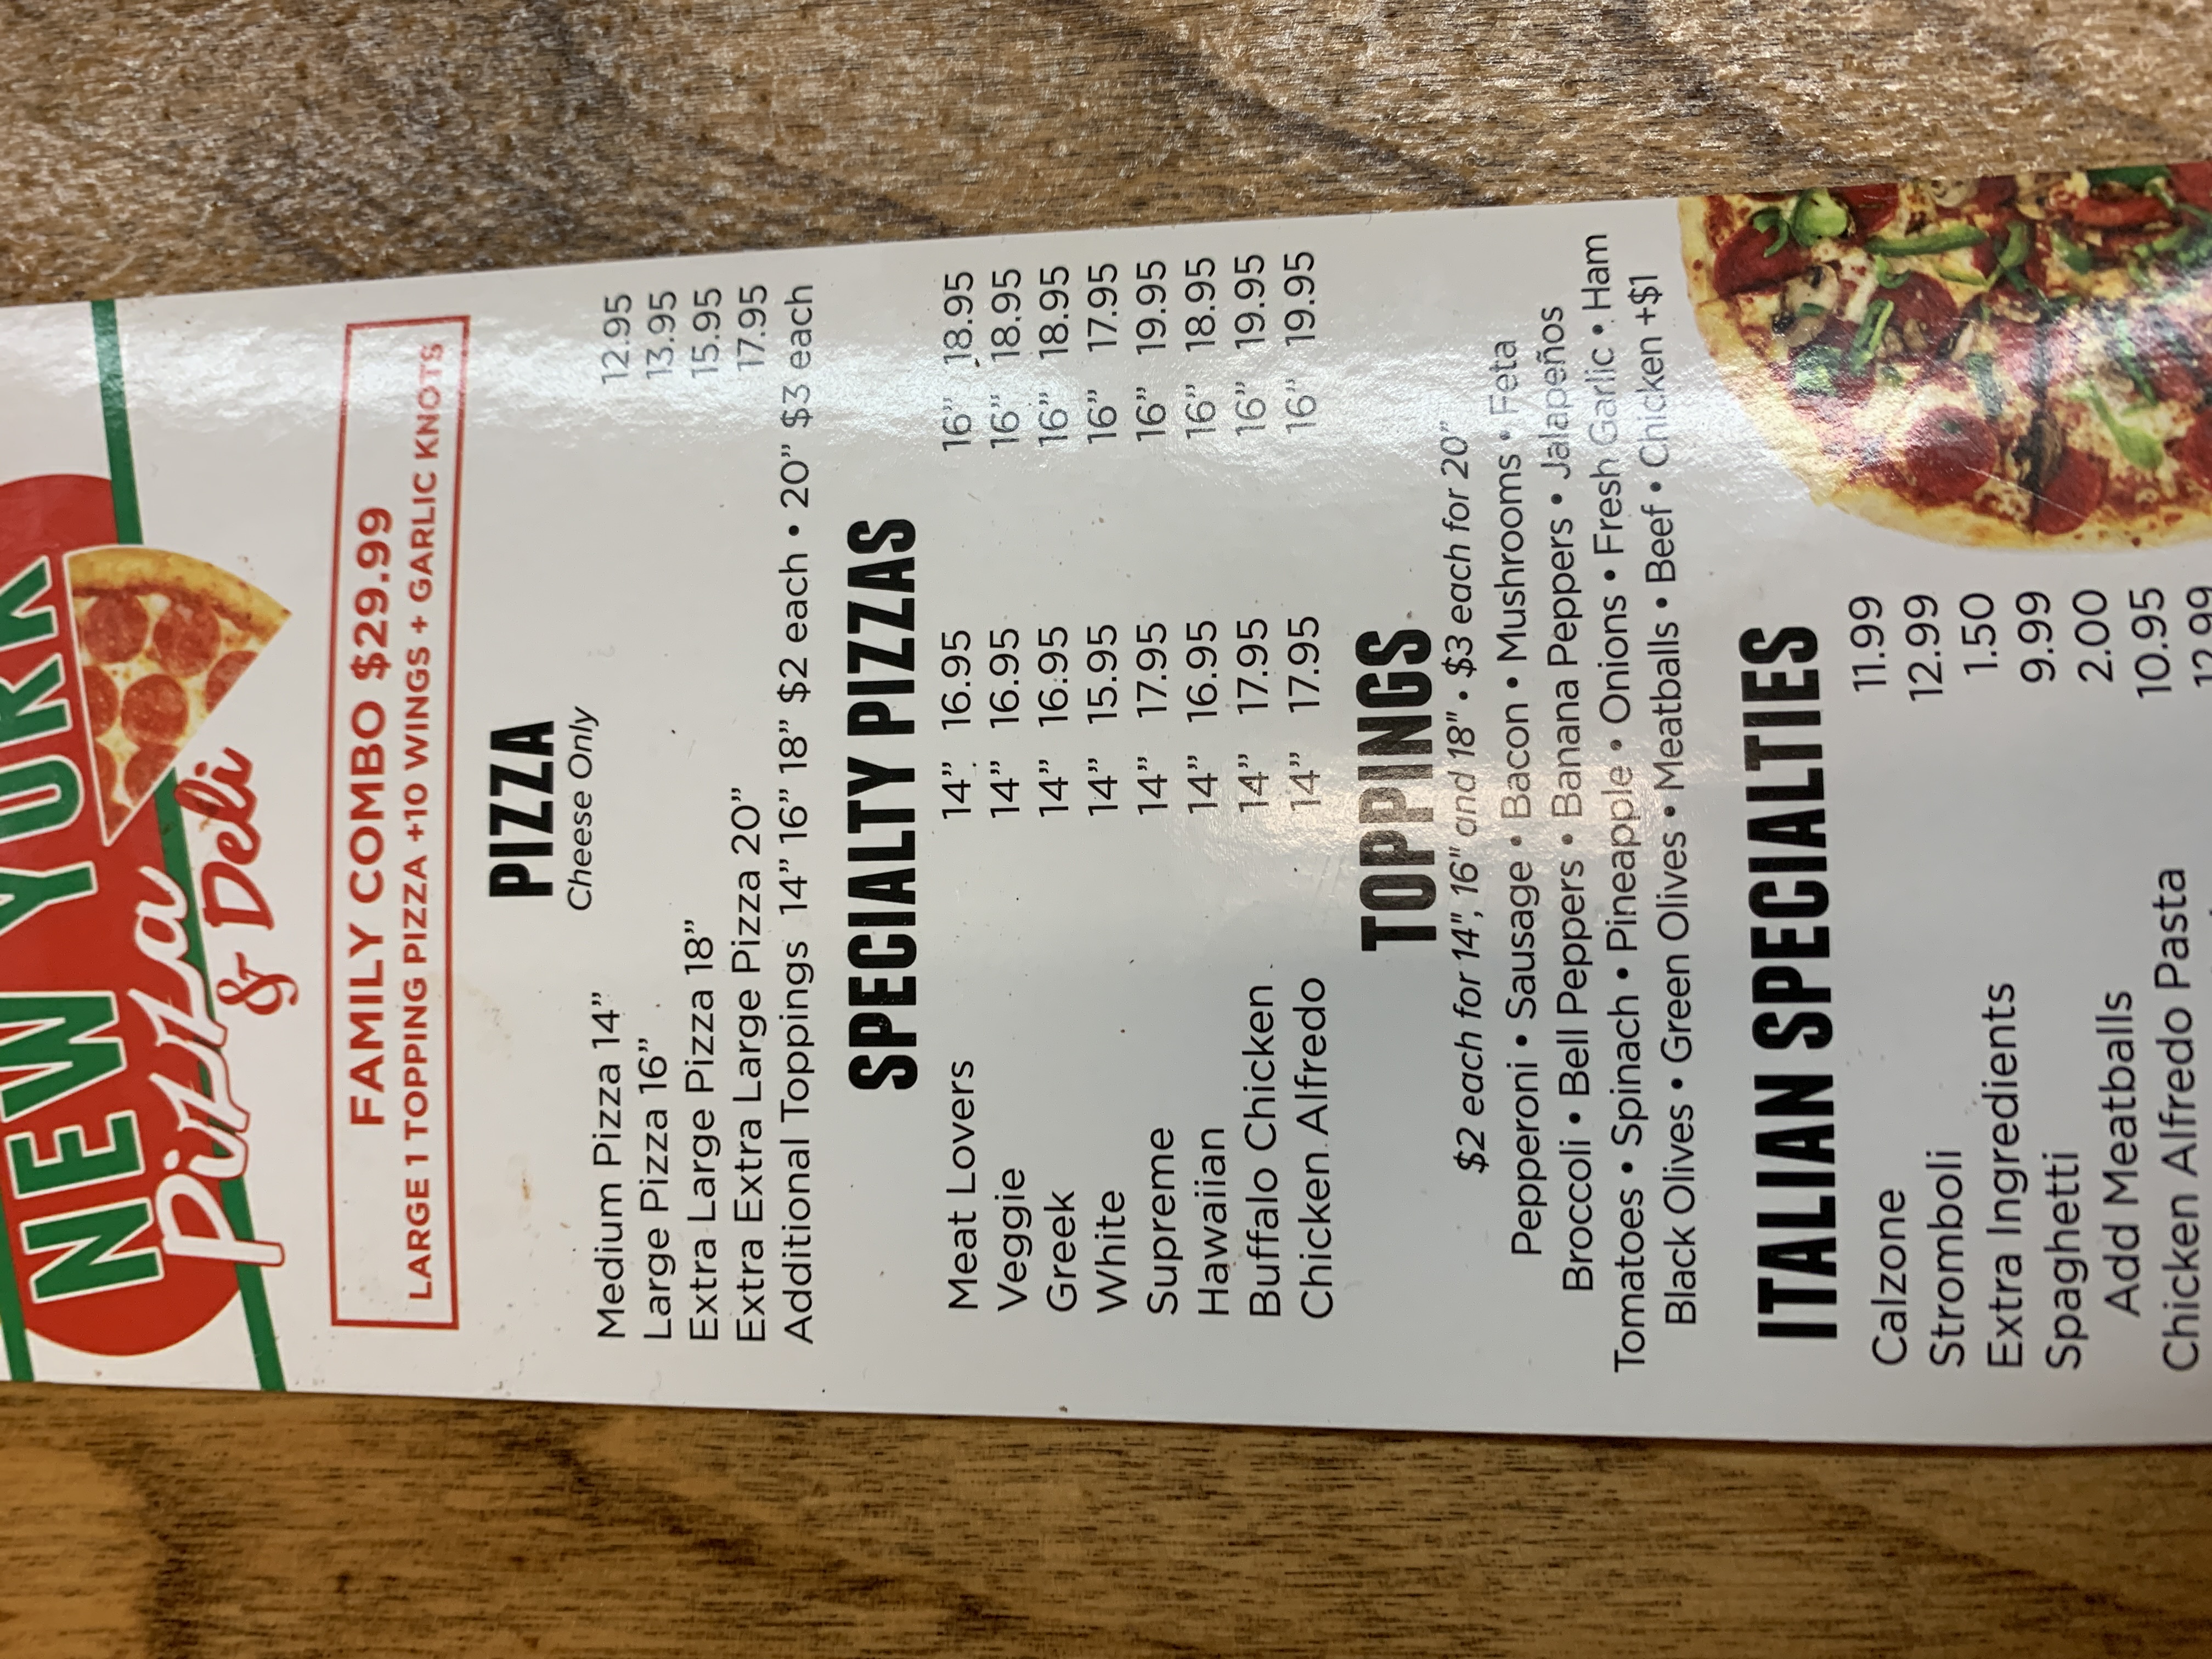 NEW YORK
Pizza
& Deli
FAMILY COMBO $29.99
LARGE 1 TOPPING PIZZA +10 WINGS + GARLIC KNOTS
PIZZA
Cheese Only
Medium Pizza 14” 12.95
Large Pizza 16” 13.95
Extra Large Pizza 18” 15.95
Extra Extra Large Pizza 20” 17.95
Additional Toppings 14” 16” 18” $2 each • 20” $3 each
SPECIALTY PIZZAS
Meat Lovers 14” 16.95 16” 18.95
Veggie 14” 16.95 16” 18.95
Greek 14” 16.95 16” 18.95
White 14” 15.95 16” 17.95
Supreme 14” 17.95 16” 19.95
Hawaiian 14” 16.95 16” 18.95
Buffalo Chicken 14” 17.95 16” 19.95
Chicken Alfredo 14” 17.95 16” 19.95
TOPPINGS
$2 each for 14", 16" and 18" • $3 each for 20”
Pepperoni • Sausage • Bacon • Mushrooms • Feta
Broccoli • Bell Peppers • Banana Peppers • Jalapeños
Tomatoes • Spinach • Pineapple • Onions • Fresh Garlic • Ham
Black Olives • Green Olives • Meatballs • Beef • Chicken +$1
ITALIAN SPECIALTIES
Calzone 11.99
Stromboli 12.99
Extra Ingredients 1.50
Spaghetti 9.99
Add Meatballs 2.00
Chicken Alfredo Pasta 10.95
12.99